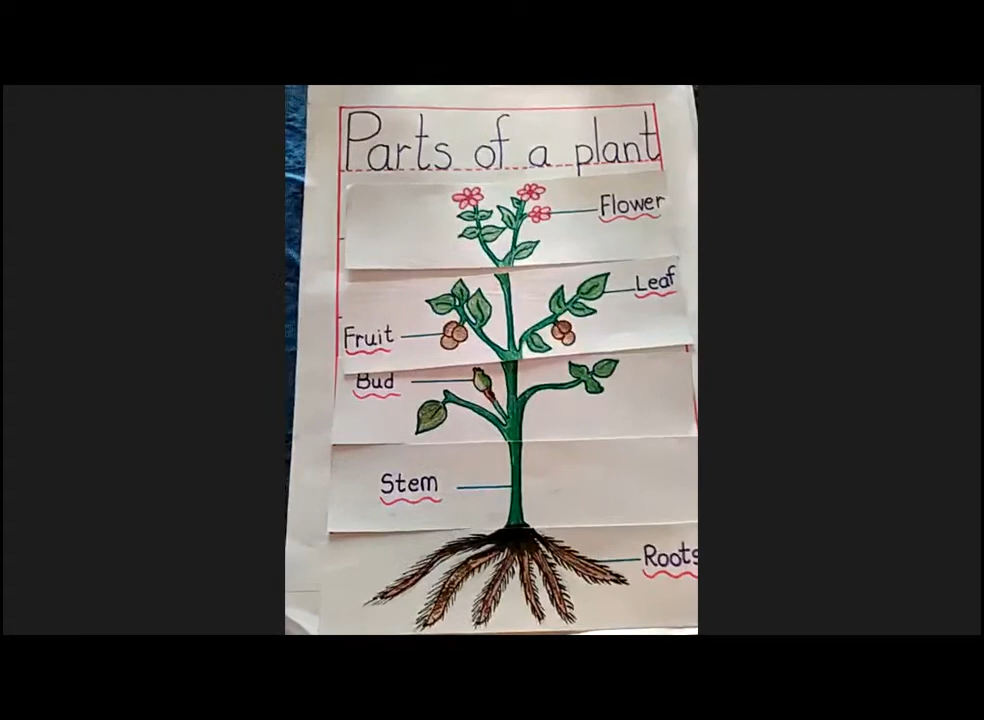 Parts of a plant
Flower
Leaf
Fruit
Bud
Stem
Roots